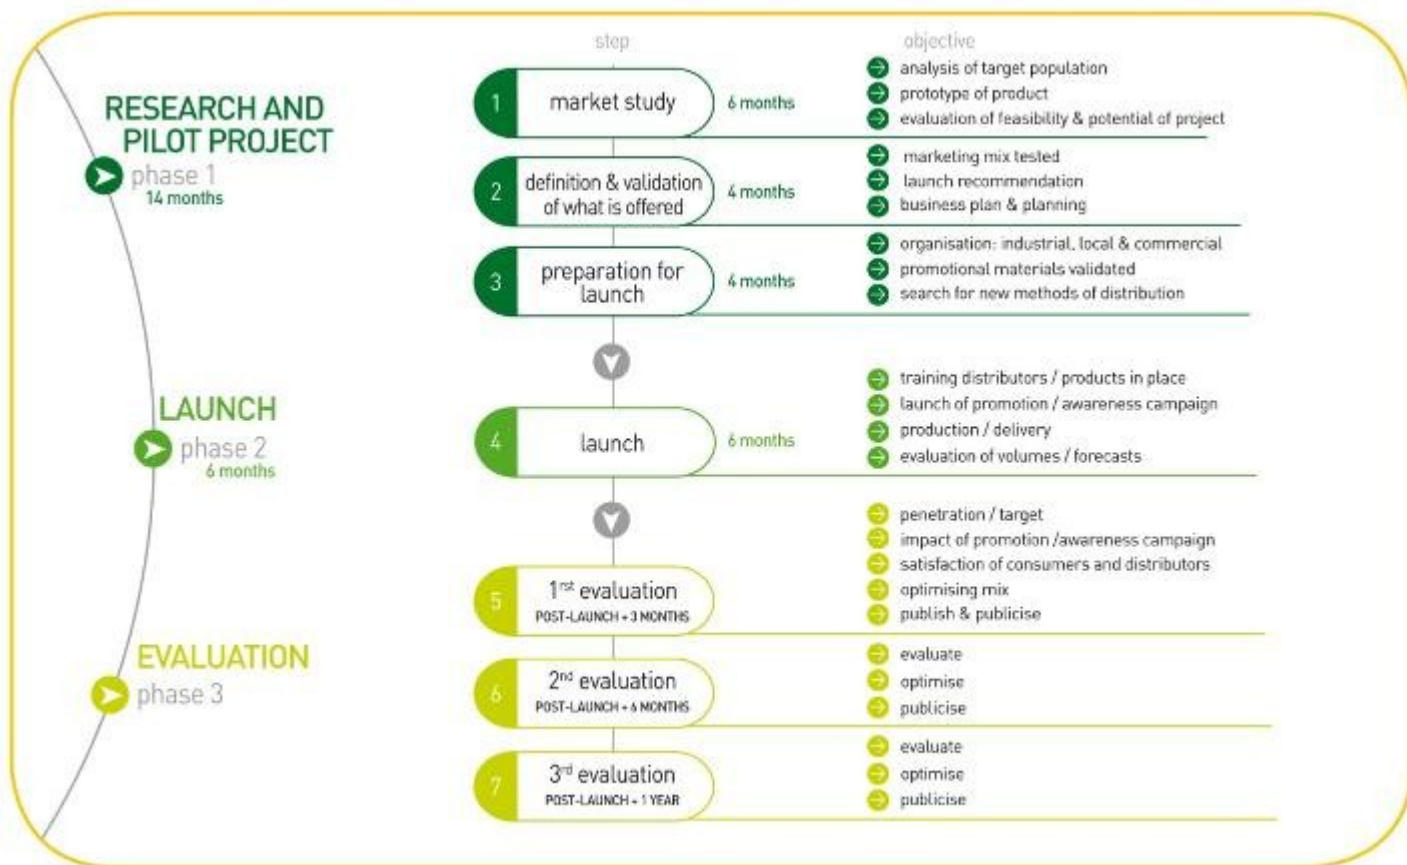 step
objective
RESEARCH AND
PILOT PROJECT
phase 1
14 months
1
market study
6 months
analysis of target population
prototype of product
evaluation of feasibility & potential of project
2
definition & validation
of what is offered
4 months
marketing mix tested
launch recommendation
business plan & planning
3
preparation for
launch
4 months
organisation: industrial, local & commercial
promotional materials validated
search for new methods of distribution
LAUNCH
phase 2
6 months
4
launch
6 months
training distributors / products in place
launch of promotion / awareness campaign
production / delivery
evaluation of volumes / forecasts
EVALUATION
phase 3
5
1rst evaluation
POST-LAUNCH + 3 MONTHS
penetration / target
impact of promotion /awareness campaign
satisfaction of consumers and distributors
optimising mix
publish & publicise
6
2nd evaluation
POST-LAUNCH + 6 MONTHS
evaluate
optimise
publicise
7
3rd evaluation
POST-LAUNCH + 1 YEAR
evaluate
optimise
publicise